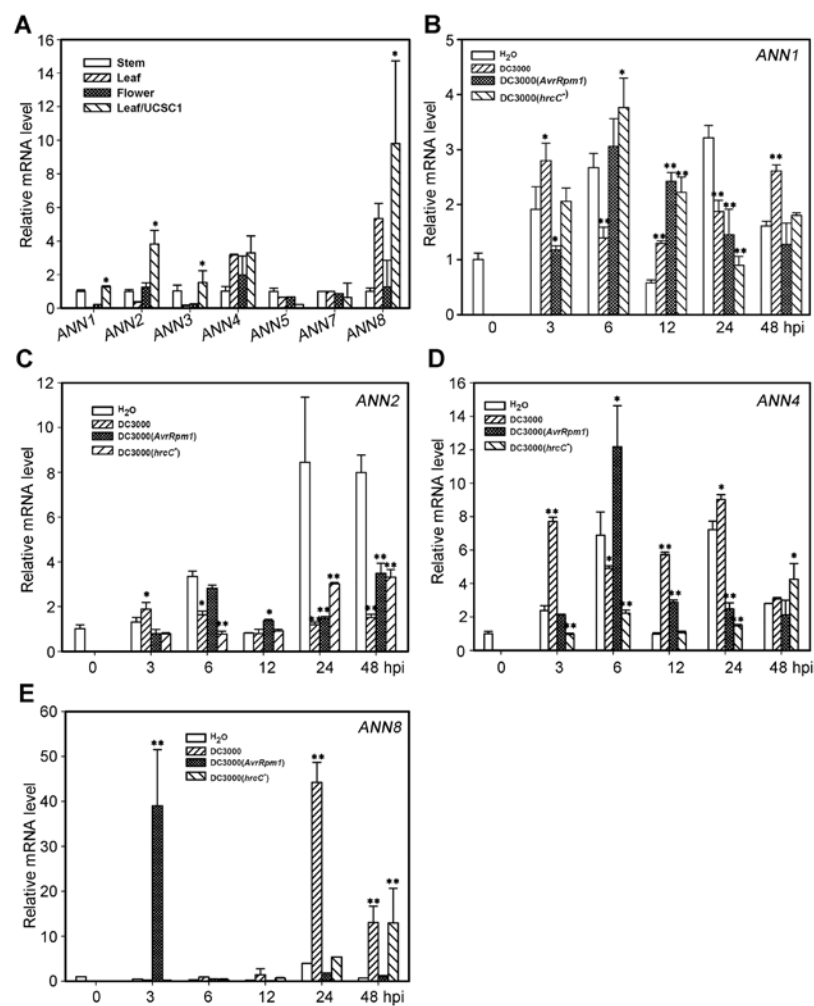 A
Relative mRNA level
16
14
12
10
8
6
4
2
0
Stem
Leaf
Flower
Leaf/UCSC1
* * * *
ANN1 ANN2 ANN3 ANN4 ANN5 ANN7 ANN8
B
ANN1
Relative mRNA level
5
4
3
2
1
0
H2O
DC3000
DC3000(AvrRpm1)
DC3000(hrcC-)
* * ** * ** ** ** ** ** ** **
0 3 6 12 24 48 hpi
C
ANN2
Relative mRNA level
12
10
8
6
4
2
0
H2O
DC3000
DC3000(AvrRpm1)
DC3000(hrcC-)
* * ** * ** ** ** ** ** **
0 3 6 12 24 48 hpi
D
ANN4
Relative mRNA level
16
14
12
10
8
6
4
2
0
H2O
DC3000
DC3000(AvrRpm1)
DC3000(hrcC-)
** ** * * ** ** ** * ** ** *
0 3 6 12 24 48 hpi
E
ANN8
Relative mRNA level
60
50
40
30
20
10
0
H2O
DC3000
DC3000(AvrRpm1)
DC3000(hrcC-)
** ** ** **
0 3 6 12 24 48 hpi